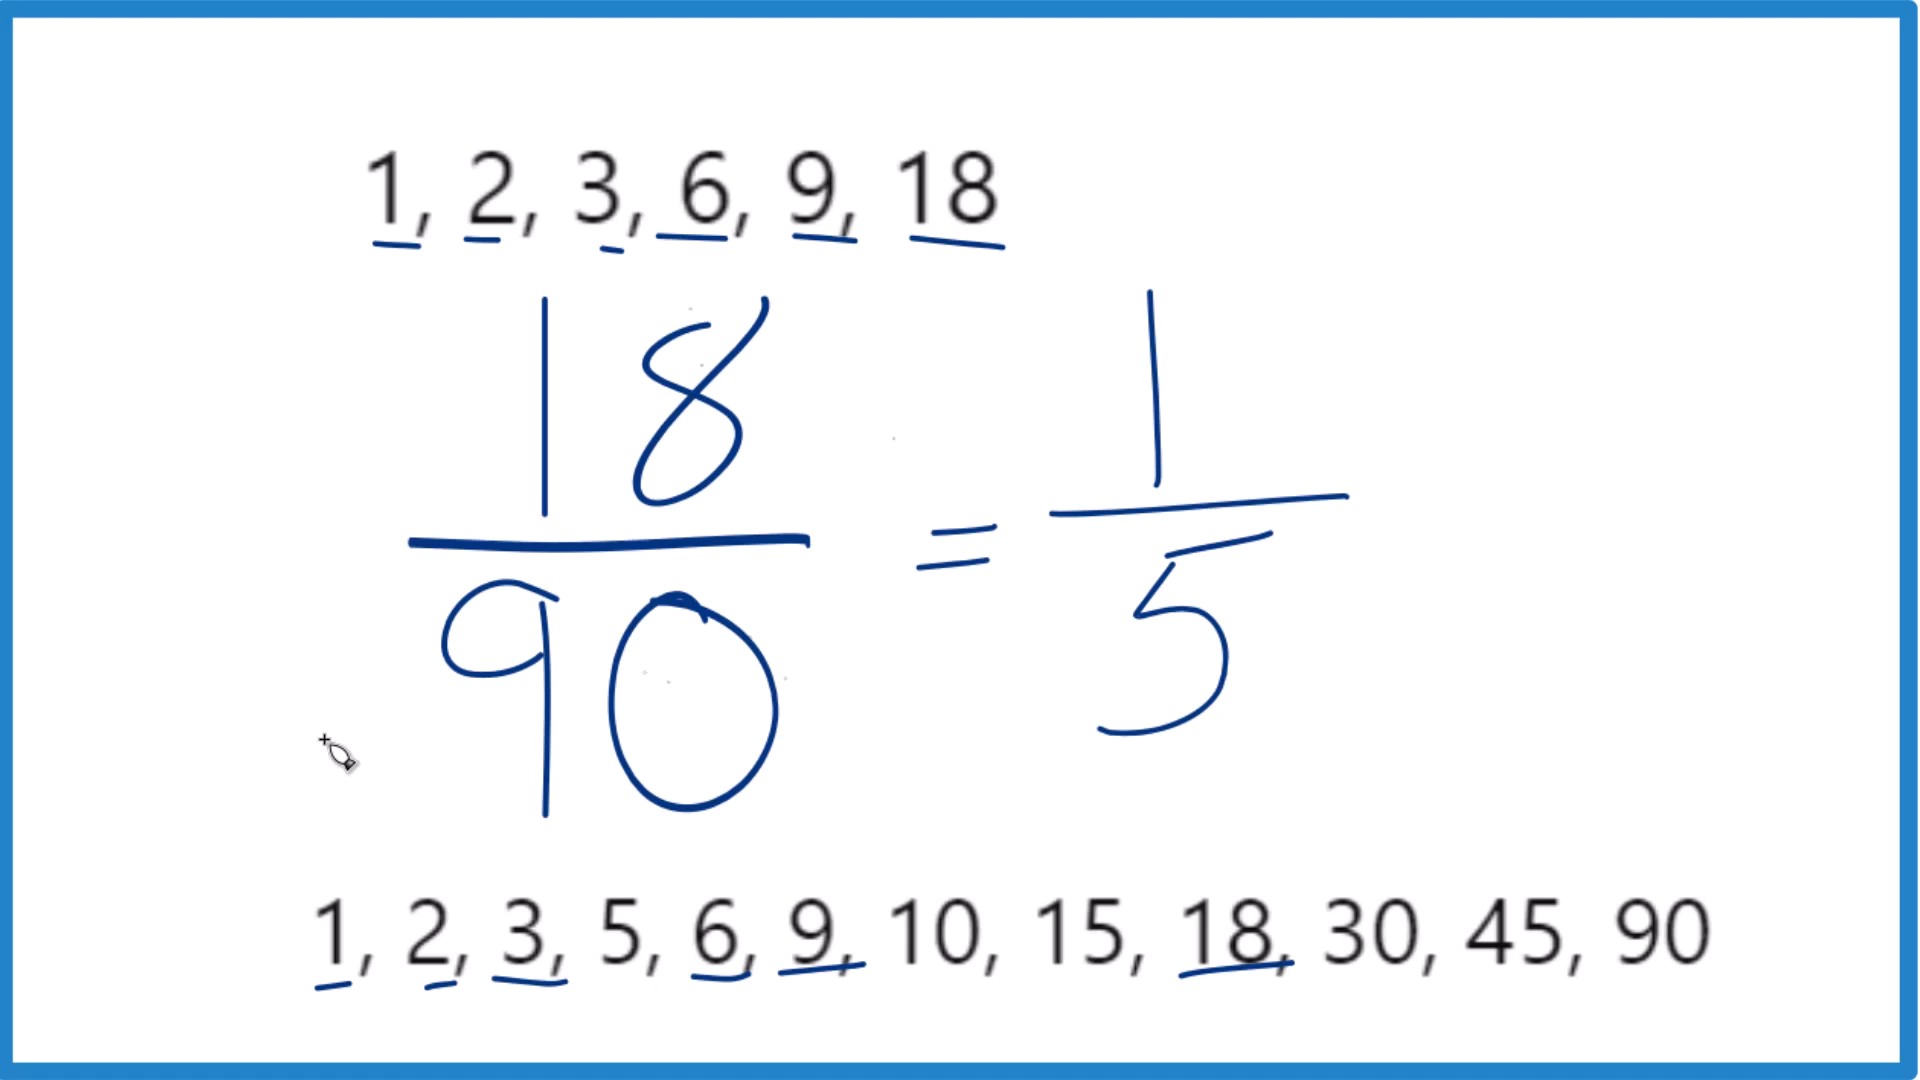 1, 2, 3, 6, 9, 18
18
90
=
1
5
1, 2, 3, 5, 6, 9, 10, 15, 18, 30, 45, 90